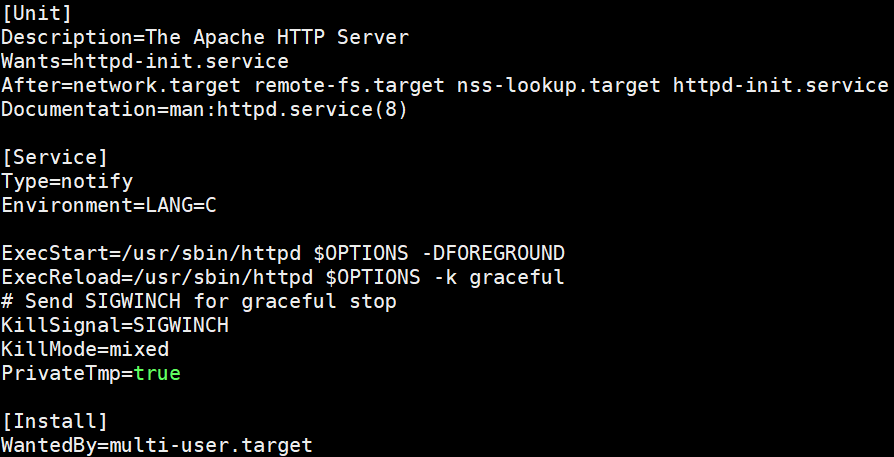 [Unit]
Description=The Apache HTTP Server
Wants=httpd-init.service
After=network.target remote-fs.target nss-lookup.target httpd-init.service
Documentation=man:httpd.service(8)

[Service]
Type=notify
Environment=LANG=C

ExecStart=/usr/sbin/httpd $OPTIONS -DFOREGROUND
ExecReload=/usr/sbin/httpd $OPTIONS -k graceful
# Send SIGWINCH for graceful stop
KillSignal=SIGWINCH
KillMode=mixed
PrivateTmp=true

[Install]
WantedBy=multi-user.target